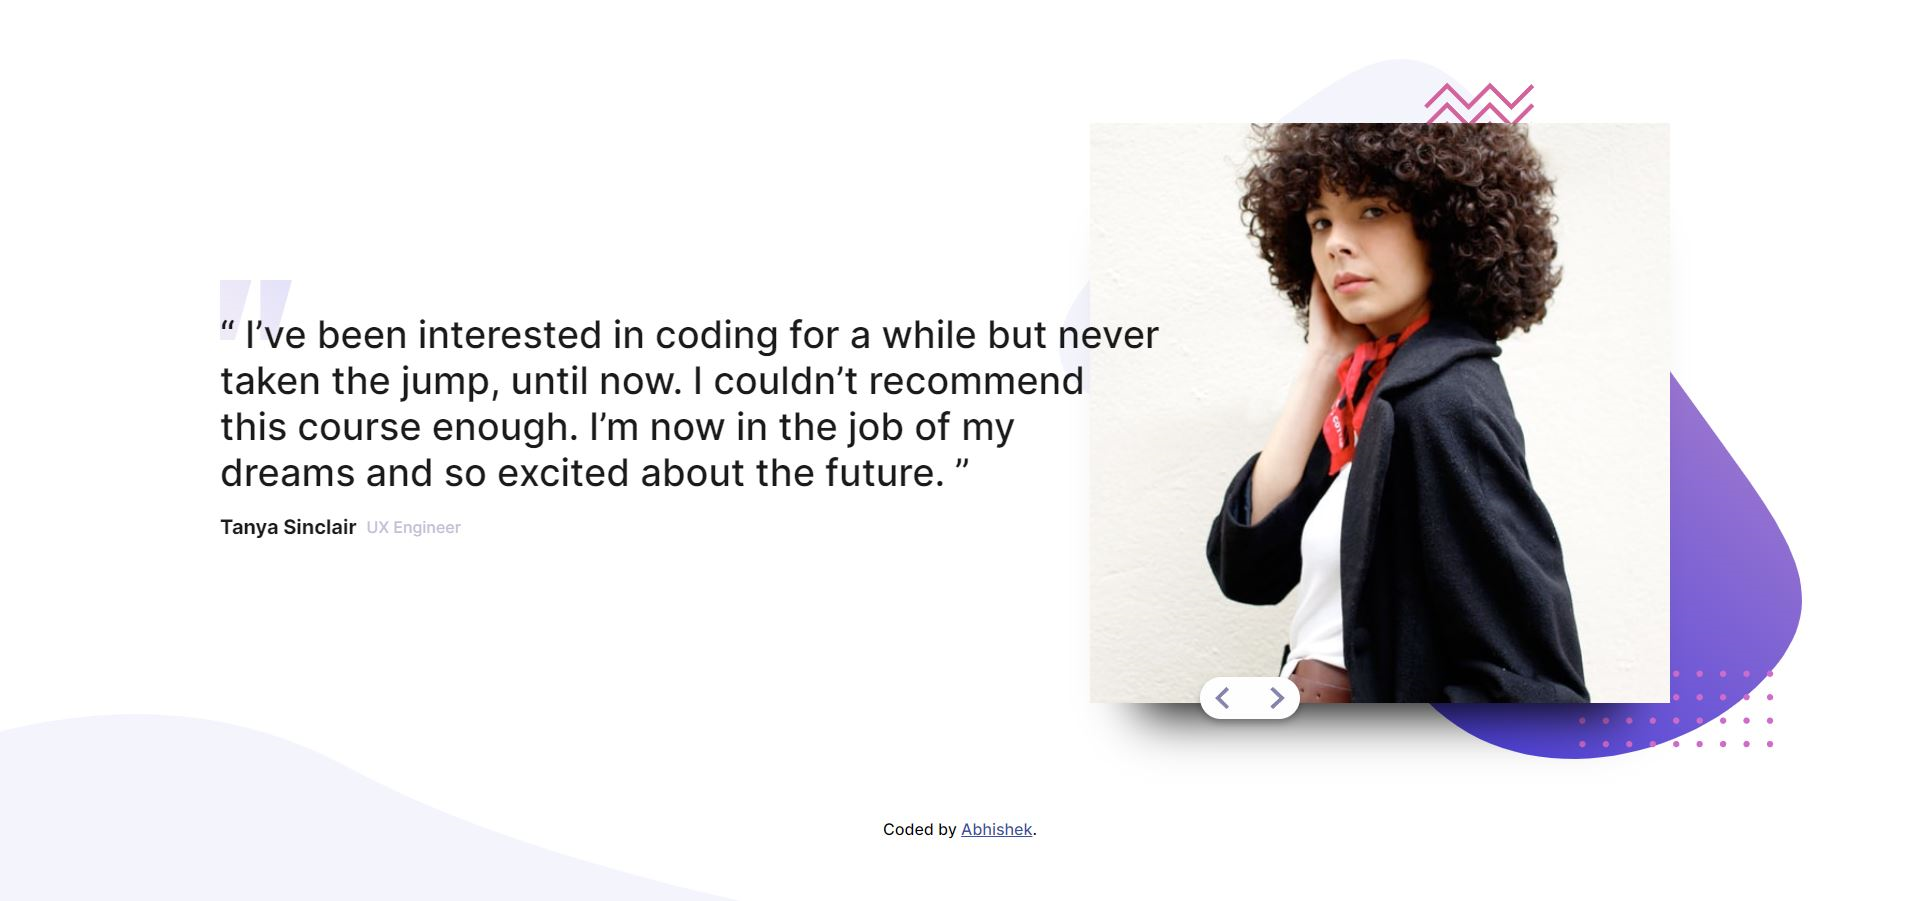 “ I’ve been interested in coding for a while but never
taken the jump, until now. I couldn’t recommend
this course enough. I’m now in the job of my
dreams and so excited about the future. ”
Tanya Sinclair UX Engineer
Coded by Abhishek.